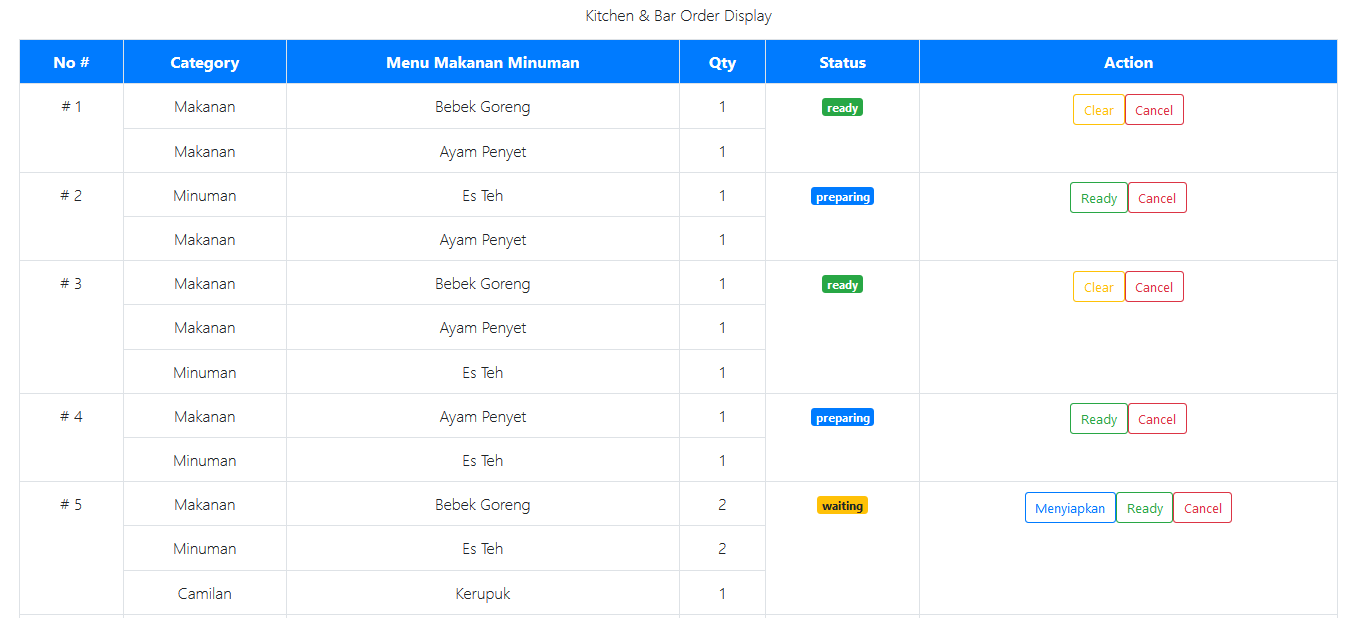 Kitchen & Bar Order Display
No # Category Menu Makanan Minuman Qty Status Action
# 1 Makanan Bebek Goreng 1 ready Clear Cancel
Makanan Ayam Penyet 1
# 2 Minuman Es Teh 1 preparing Ready Cancel
Makanan Ayam Penyet 1
# 3 Makanan Bebek Goreng 1 ready Clear Cancel
Makanan Ayam Penyet 1
Minuman Es Teh 1
# 4 Makanan Ayam Penyet 1 preparing Ready Cancel
Minuman Es Teh 1
# 5 Makanan Bebek Goreng 2 waiting Menyiapkan Ready Cancel
Minuman Es Teh 2
Camilan Kerupuk 1